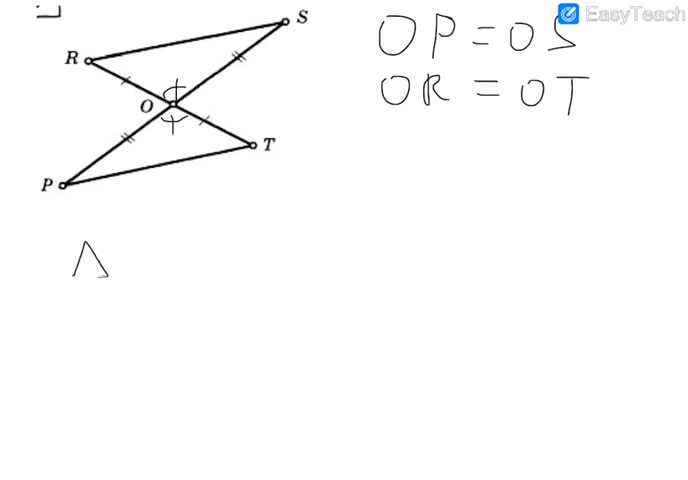 EasyTeach
S
OP = OS
R
OR = OT
O
T
P
Δ